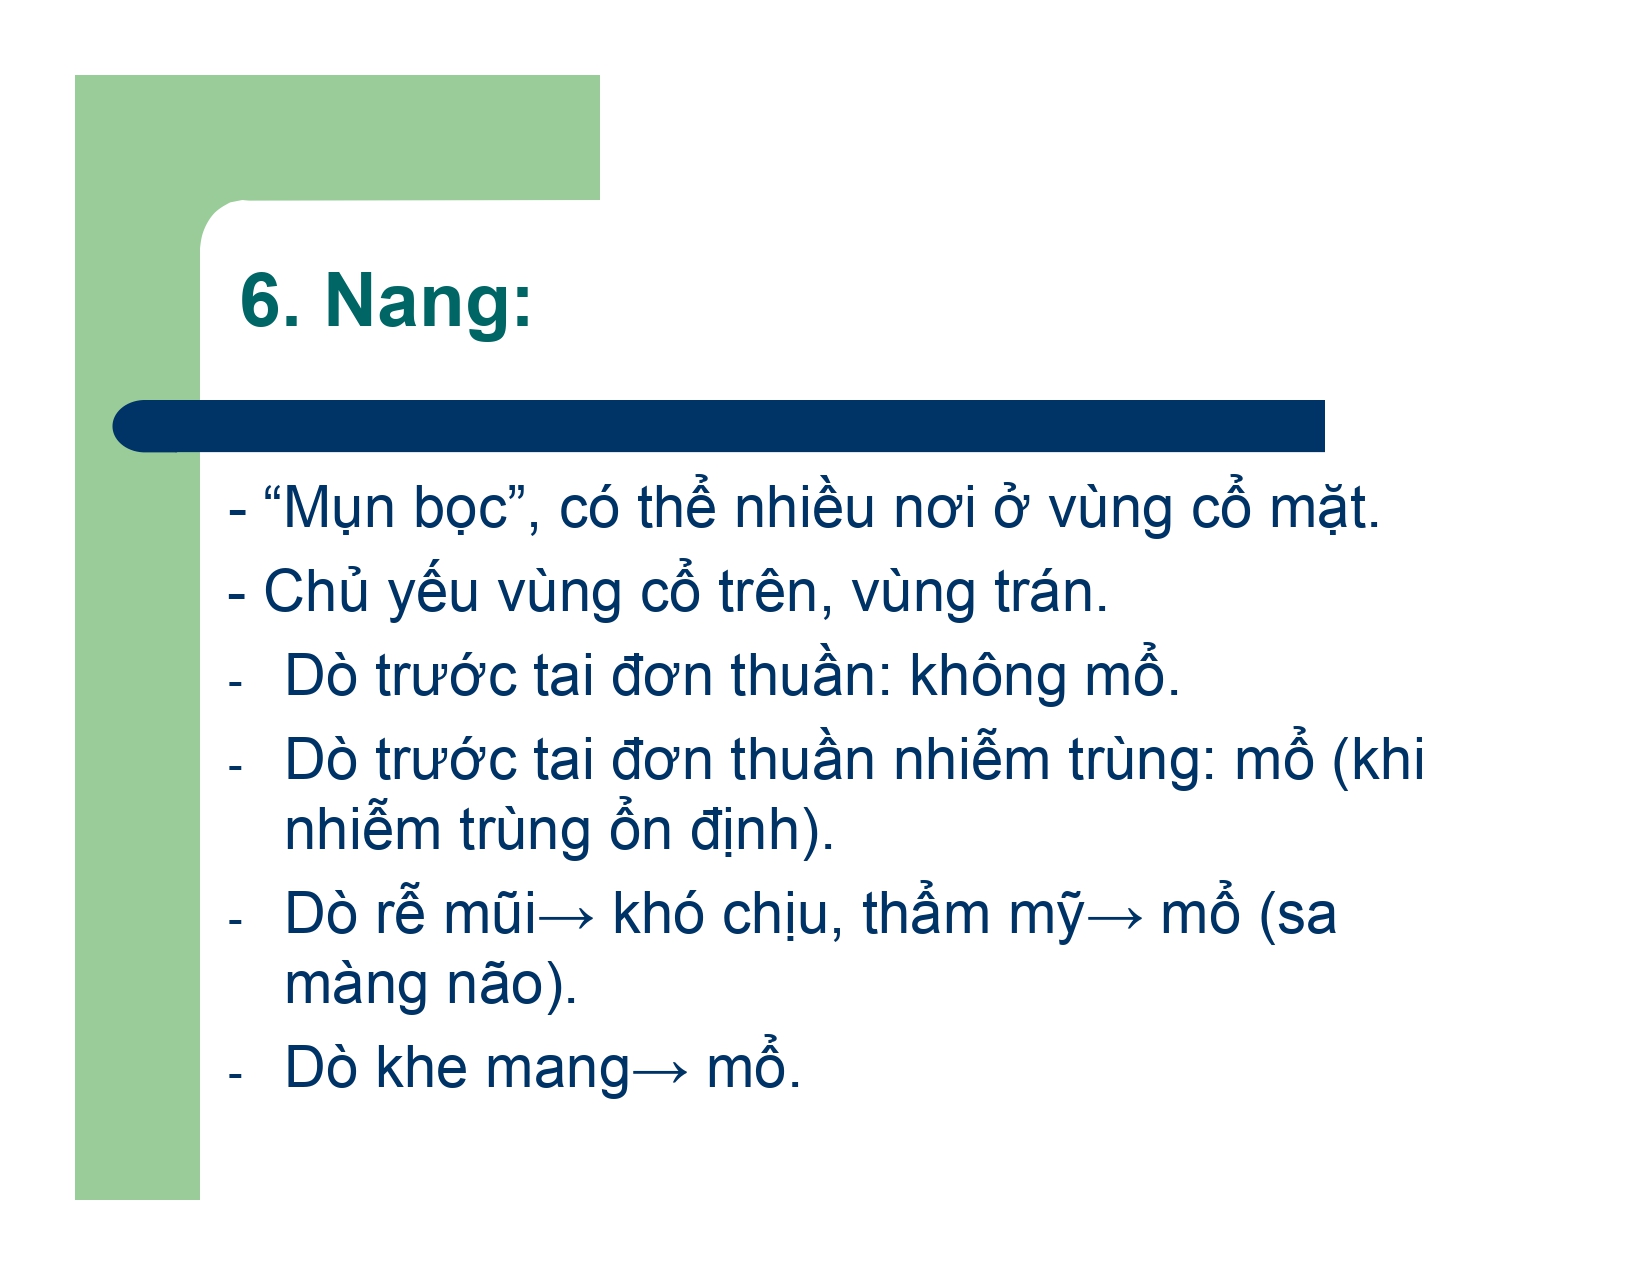 6. Nang:
- “Mụn bọc”, có thể nhiều nơi ở vùng cổ mặt.
- Chủ yếu vùng cổ trên, vùng trán.
- Dò trước tai đơn thuần: không mổ.
- Dò trước tai đơn thuần nhiễm trùng: mổ (khi
nhiễm trùng ổn định).
- Dò rễ mũi→ khó chịu, thẩm mỹ→ mổ (sa
màng não).
- Dò khe mang→ mổ.